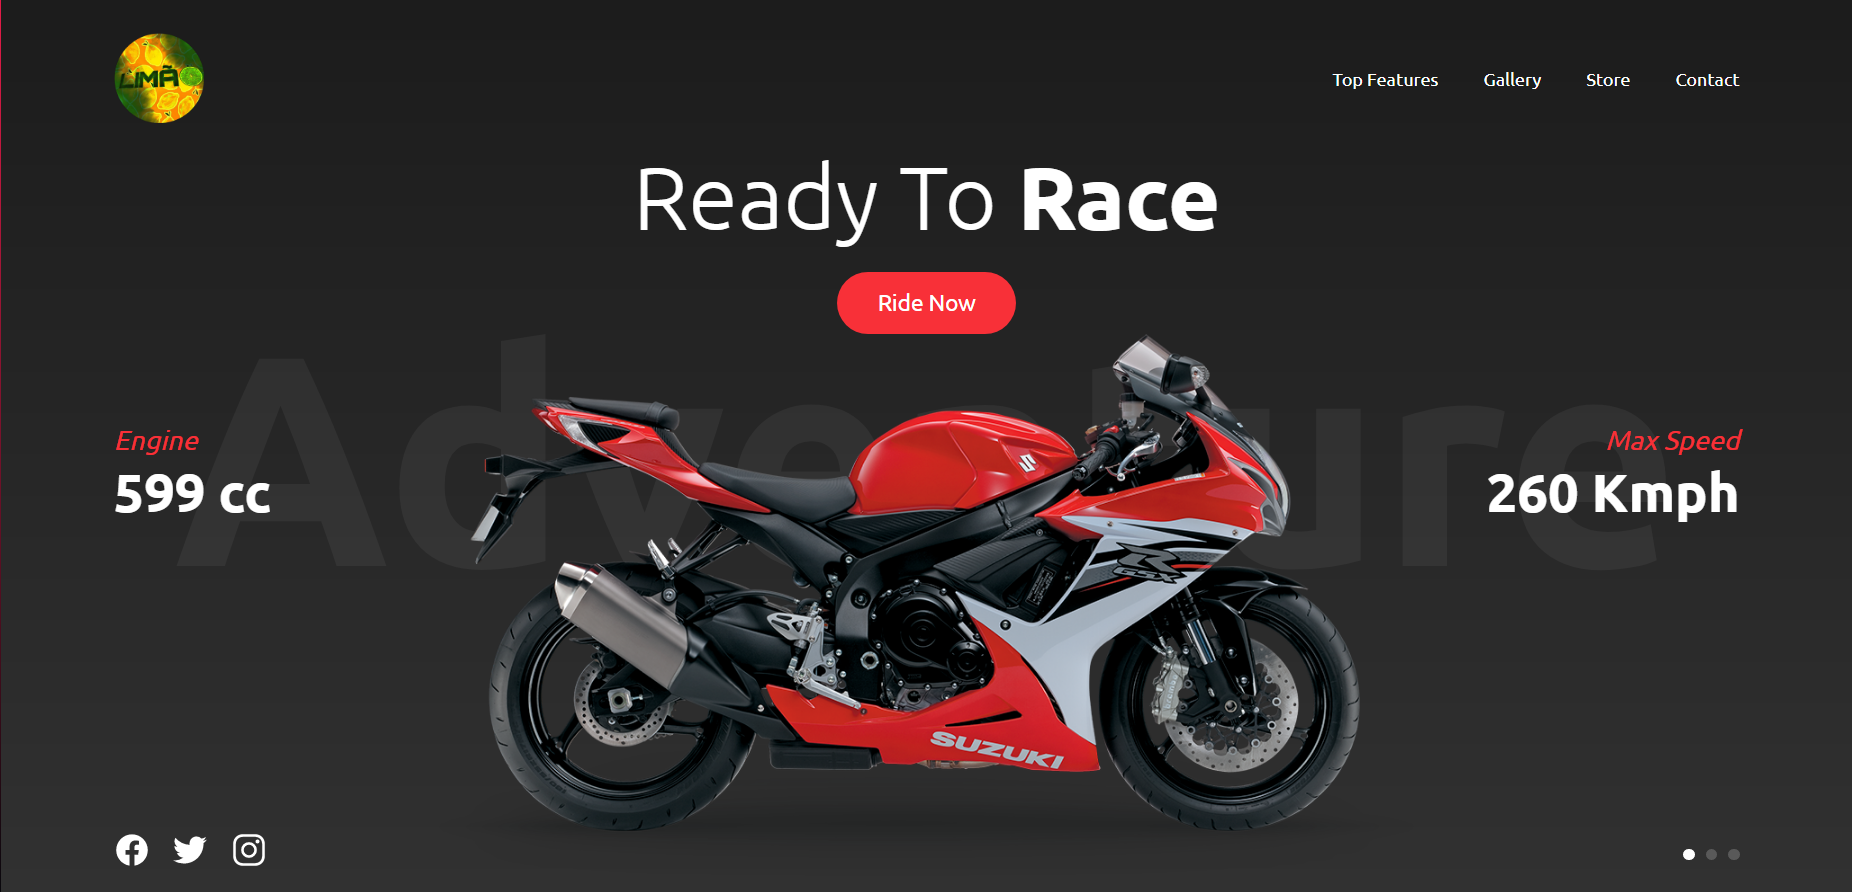 LIMÃO
Top Features
Gallery
Store
Contact
Ready To Race
Ride Now
Adventure
Engine
599 cc
Max Speed
260 Kmph
R
GSX
SUZUKI